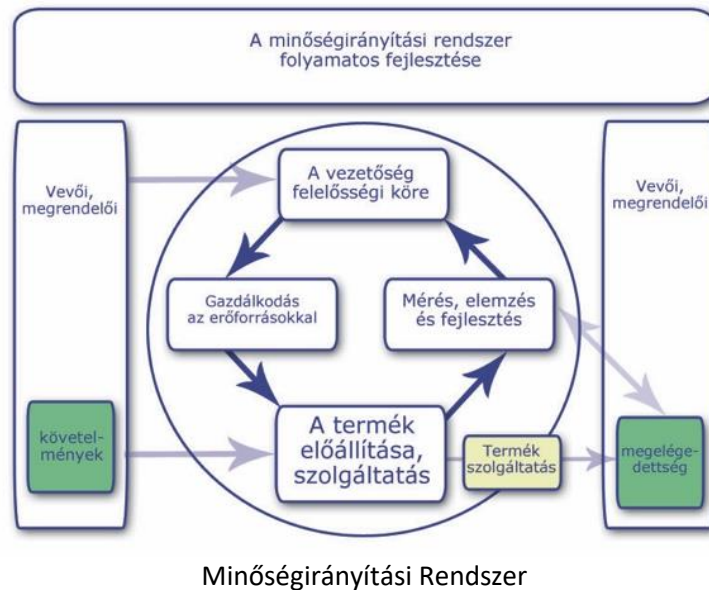 A minőségirányítási rendszer
folyamatos fejlesztése
Vevői,
megrendelői
követel-
mények
A vezetőség
felelősségi köre
Gazdálkodás
az erőforrásokkal
Mérés, elemzés
és fejlesztés
A termék
előállítása,
szolgáltatás
Termék
szolgáltatás
Vevői,
megrendelői
megelége-
dettség
Minőségirányítási Rendszer